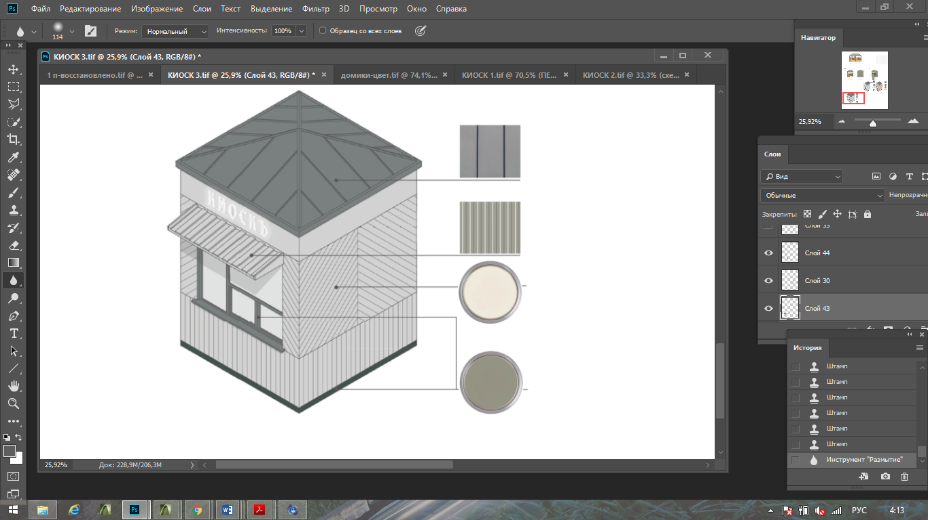 Файл Редактирование Изображение Слои Текст Выделение Фильтр 3D Просмотр Окно Справка
114 Режим: Нормальный Интенсивность: 100% Образец со всех слоев
КИОСК 3.tif @ 25,9% (Слой 43, RGB/8#) *
1 п-восстановлено.tif @ ... × КИОСК 3.tif @ 25,9% (Слой 43, RGB/8#) * × домики-цвет.tif @ 74,1%... × КИОСК 1.tif @ 70,5% (ПЕ... × КИОСК 2.tif @ 33,3% (схе... ×
Навигатор
25,92%
КИОСКЪ
Слои
Вид
Обычные Непрозрачн
Закрепить: Зал
Слой 33
Слой 44
Слой 30
Слой 43
История
Штамп
Штамп
Штамп
Штамп
Штамп
Штамп
Инструмент "Размытие"
25,92% Док: 228,9M/206,3M
РУС 4:13